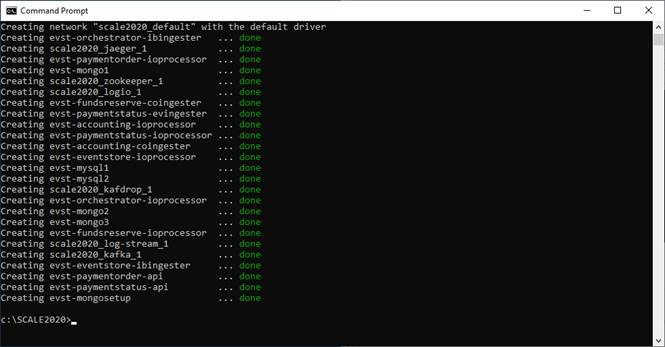 Command Prompt
Creating network "scale2020_default" with the default driver
Creating evst-orchestrator-ibingester ... done
Creating scale2020_jaeger_1 ... done
Creating evst-paymentorder-ioprocessor ... done
Creating evst-mongo1 ... done
Creating scale2020_zookeeper_1 ... done
Creating scale2020_logio_1 ... done
Creating evst-fundsreserve-coingester ... done
Creating evst-paymentstatus-evingester ... done
Creating evst-accounting-ioprocessor ... done
Creating evst-paymentstatus-ioprocessor ... done
Creating evst-accounting-coingester ... done
Creating evst-eventstore-ioprocessor ... done
Creating evst-mysql1 ... done
Creating evst-mysql2 ... done
Creating scale2020_kafdrop_1 ... done
Creating evst-orchestrator-ioprocessor ... done
Creating evst-mongo2 ... done
Creating evst-mongo3 ... done
Creating evst-fundsreserve-ioprocessor ... done
Creating scale2020_log-stream_1 ... done
Creating scale2020_kafka_1 ... done
Creating evst-eventstore-ibingester ... done
Creating evst-paymentorder-api ... done
Creating evst-paymentstatus-api ... done
Creating evst-mongosetup ... done
c:\SCALE2020>